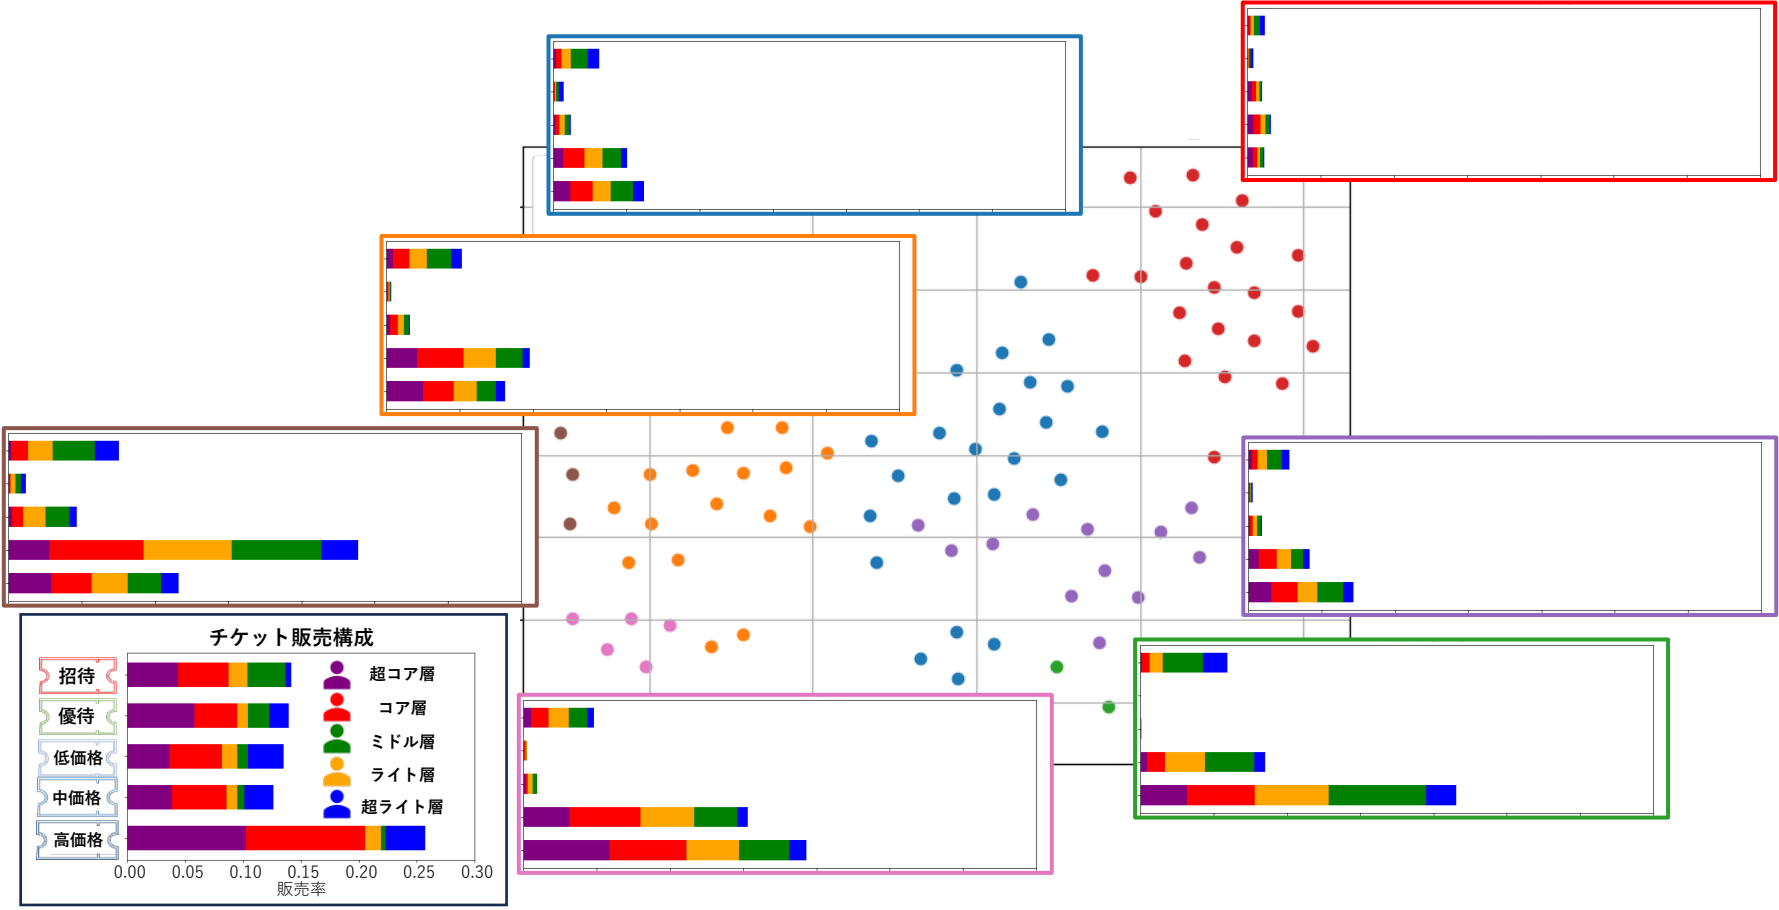 チケット販売構成
招待
優待
低価格
中価格
高価格
超コア層
コア層
ミドル層
ライト層
超ライト層
0.00 0.05 0.10 0.15 0.20 0.25 0.30
販売率